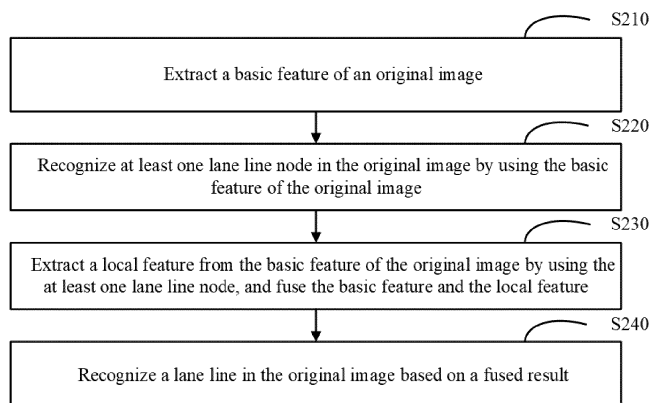 S210
Extract a basic feature of an original image
S220
Recognize at least one lane line node in the original image by using the basic
feature of the original image
S230
Extract a local feature from the basic feature of the original image by using the
at least one lane line node, and fuse the basic feature and the local feature
S240
Recognize a lane line in the original image based on a fused result